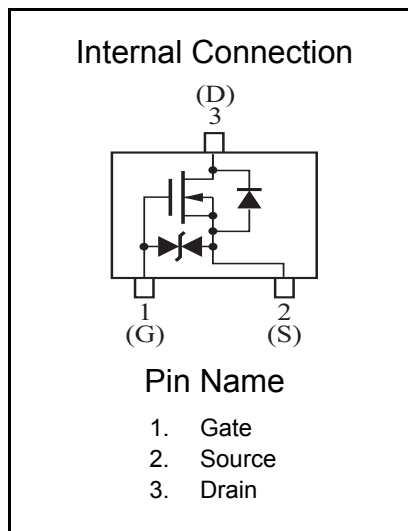 Internal Connection
(D)
3
1
2
(G)
(S)
Pin Name
1. Gate
2. Source
3. Drain